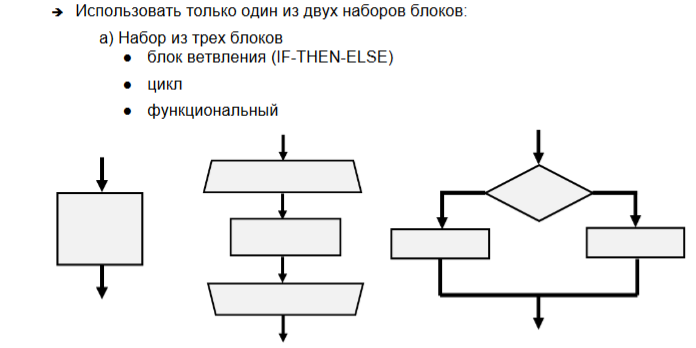 ➔ Использовать только один из двух наборов блоков:
а) Набор из трех блоков
● блок ветвления (IF-THEN-ELSE)
● цикл
● функциональный